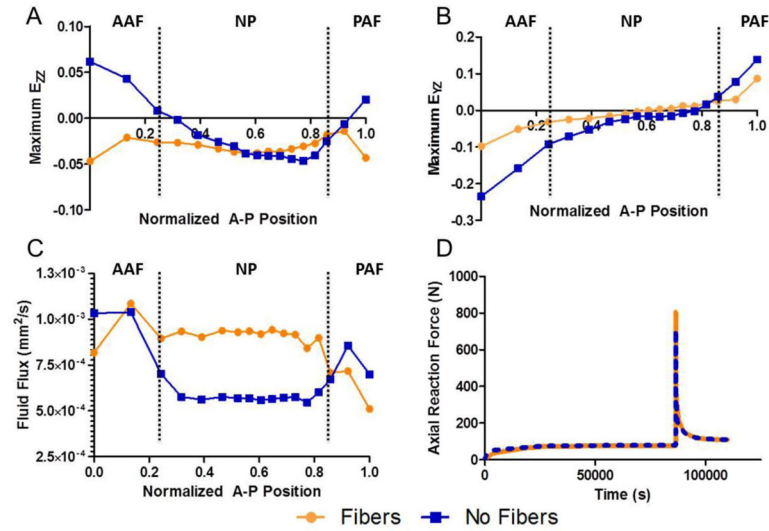 A
AAF NP PAF
Maximum E_ZZ
0.10
0.05
0.00
-0.05
-0.10
0.2 0.4 0.6 0.8 1.0
Normalized A-P Position
B
AAF NP PAF
Maximum E_YZ
0.2
0.1
0.0
-0.1
-0.2
-0.3
0.2 0.4 0.6 0.8 1.0
Normalized A-P Position
C
AAF NP PAF
Fluid Flux (mm²/s)
1.3×10⁻³
1.0×10⁻³
7.5×10⁻⁴
5.0×10⁻⁴
2.5×10⁻⁴
0.0 0.2 0.4 0.6 0.8 1.0
Normalized A-P Position
D
Axial Reaction Force (N)
1000
800
600
400
200
0
0 50000 100000
Time (s)
Fibers No Fibers